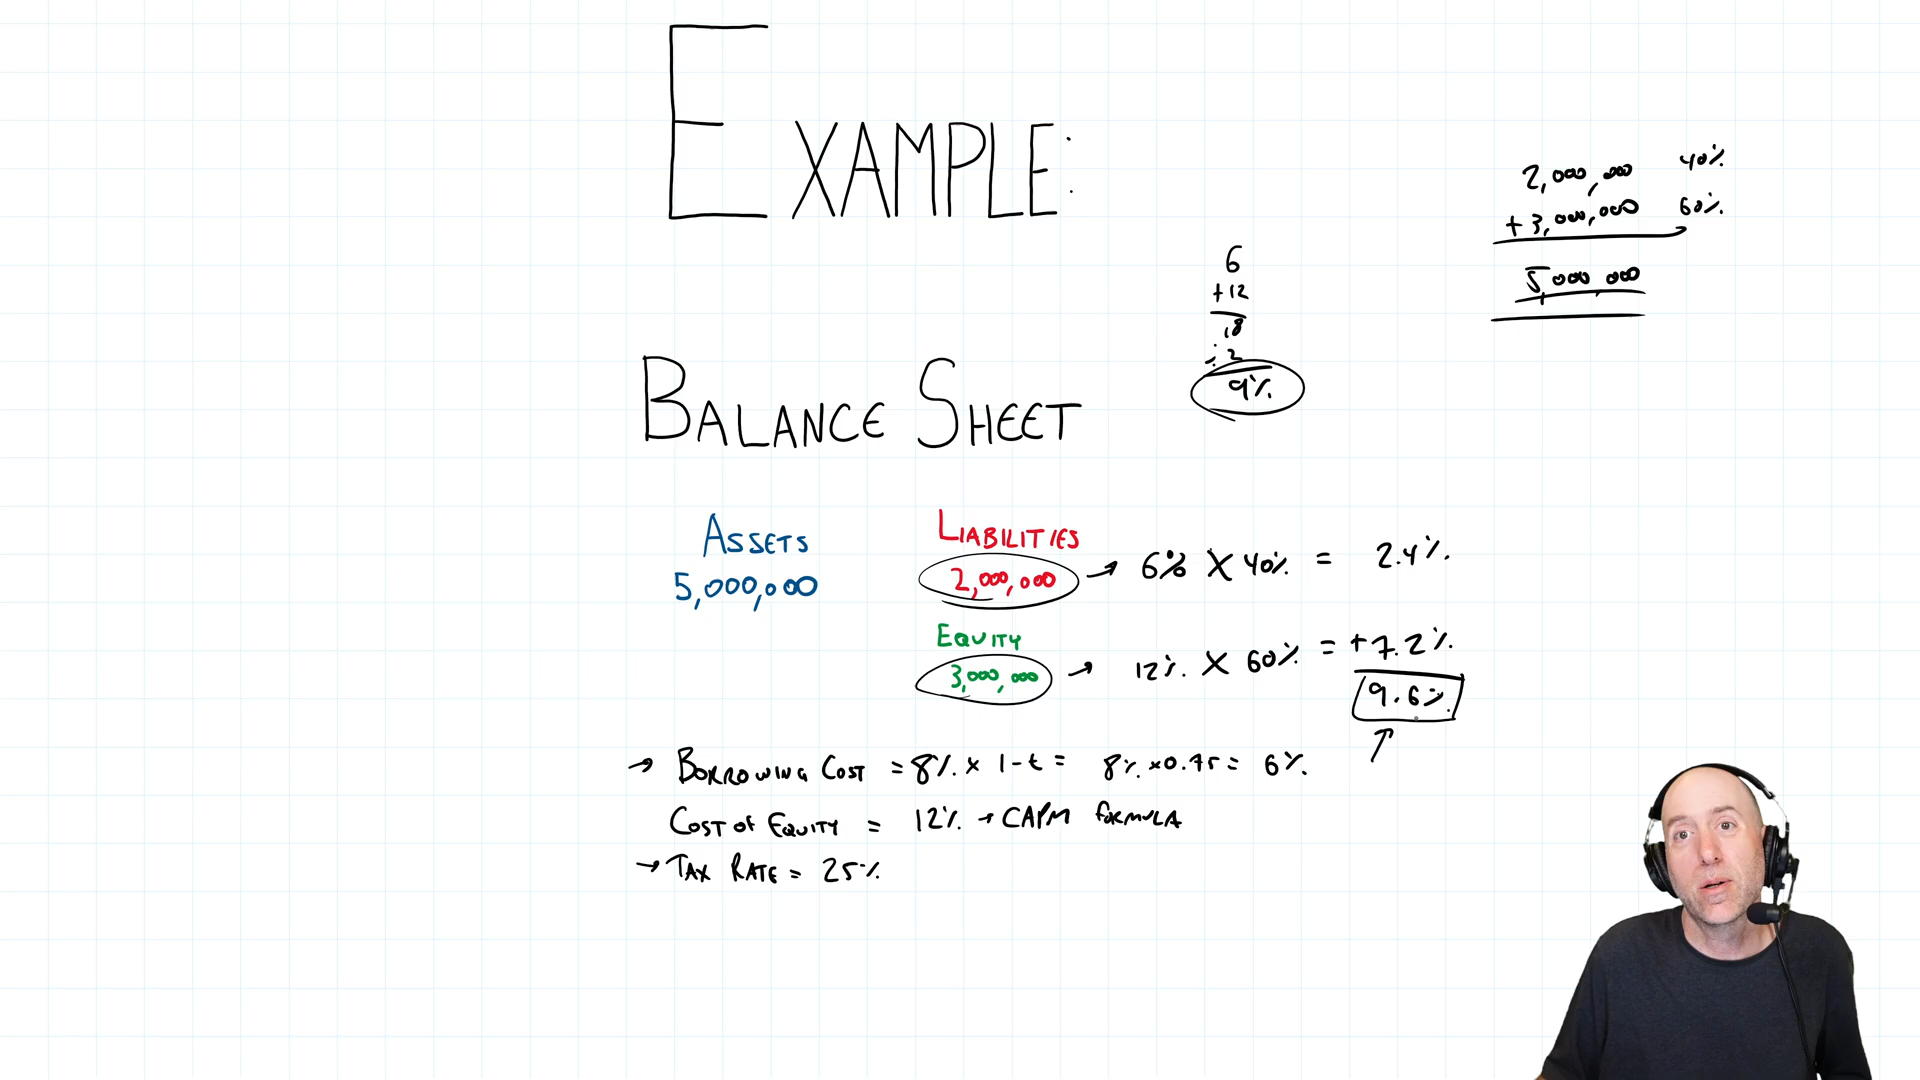 EXAMPLE:
2,000,000 40%
+3,000,000 60%
5,000,000
6
+12
18
÷2
9%
BALANCE SHEET
ASSETS
5,000,000
LIABILITIES
2,000,000 → 6% X 40% = 2.4%
EQUITY
3,000,000 → 12% X 60% = +7.2%
9.6%
→ BORROWING COST = 8% x 1-t = 8% x 0.75 = 6%
COST OF EQUITY = 12% → CAPM FORMULA
→ TAX RATE = 25%